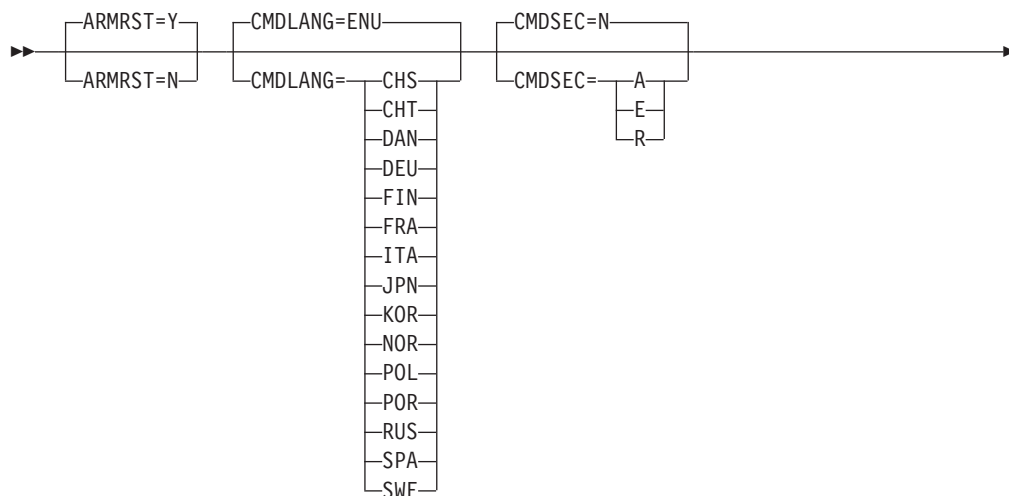 ARMRST=Y CMDLANG=ENU CMDSEC=N
ARMRST=N CMDLANG= CHS CMDSEC= A
CHT E
DAN R
DEU
FIN
FRA
ITA
JPN
KOR
NOR
POL
POR
RUS
SPA
SWE